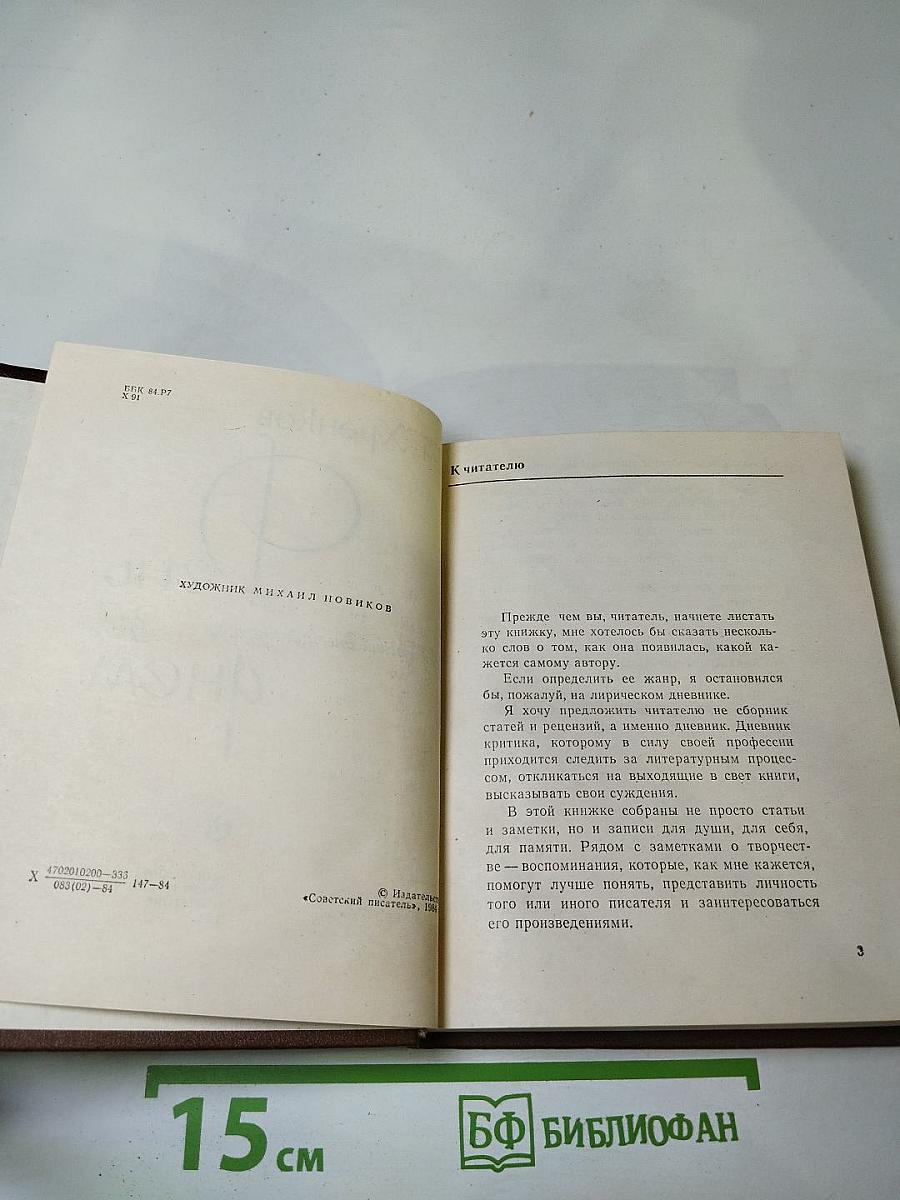 ББК 84.Р7
Х 91
ХУДОЖНИК МИХАИЛ НОВИКОВ
Х 4702010200—333
083(02)—84 147—84
© Издательст
«Советский писатель», 1984
К читателю
Прежде чем вы, читатель, начнете листать
эту книжку, мне хотелось бы сказать несколь-
ко слов о том, как она появилась, какой ка-
жется самому автору.
Если определить ее жанр, я остановился
бы, пожалуй, на лирическом дневнике.
Я хочу предложить читателю не сборник
статей и рецензий, а именно дневник. Дневник
критика, которому в силу своей профессии
приходится следить за литературным процес-
сом, откликаться на выходящие в свет книги,
высказывать свои суждения.
В этой книжке собраны не просто статьи
и заметки, но и записи для души, для себя,
для памяти. Рядом с заметками о творчест-
ве — воспоминания, которые, как мне кажется,
помогут лучше понять, представить личность
того или иного писателя и заинтересоваться
его произведениями.
3
15 см
БФ БИБЛИОФАН